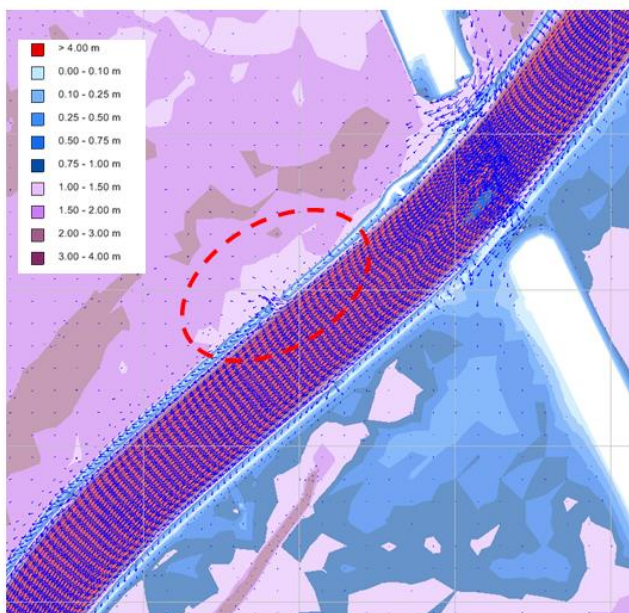 > 4.00 m
0.00 - 0.10 m
0.10 - 0.25 m
0.25 - 0.50 m
0.50 - 0.75 m
0.75 - 1.00 m
1.00 - 1.50 m
1.50 - 2.00 m
2.00 - 3.00 m
3.00 - 4.00 m